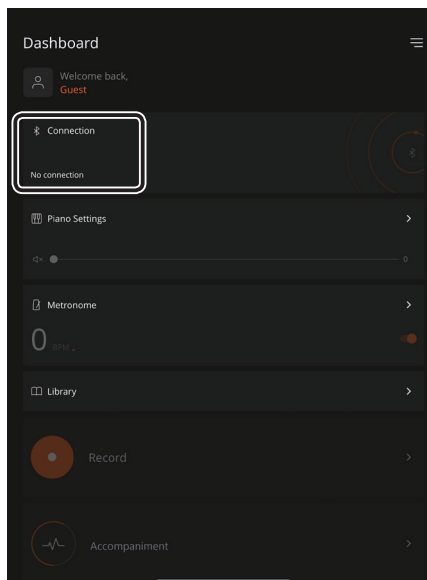 Dashboard
Welcome back,
Guest
Connection
No connection
Piano Settings
0
Metronome
0 BPM ♩
Library
Record
Accompaniment